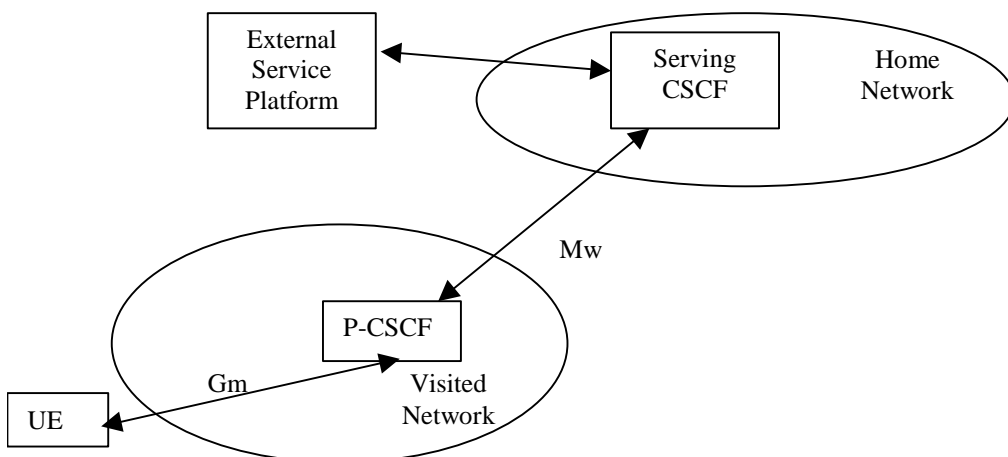 External
Service
Platform
Serving
CSCF
Home
Network
Mw
P-CSCF
Gm
Visited
Network
UE